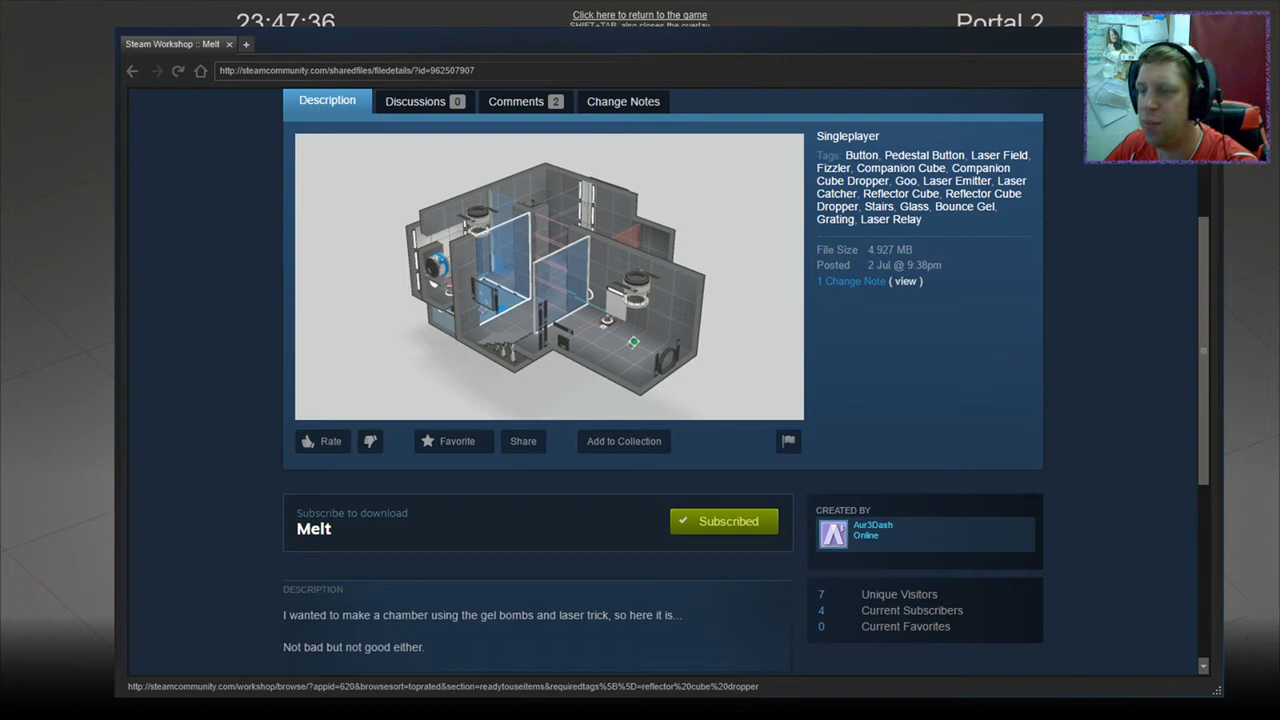 23:47:36
Click here to return to the game
SHIFT+TAB also closes the overlay
Portal 2
Steam Workshop :: Melt
http://steamcommunity.com/sharedfiles/filedetails/?id=962507907
Description
Discussions 0
Comments 2
Change Notes
Singleplayer
Tags: Button, Pedestal Button, Laser Field,
Fizzler, Companion Cube, Companion
Cube Dropper, Goo, Laser Emitter, Laser
Catcher, Reflector Cube, Reflector Cube
Dropper, Stairs, Glass, Bounce Gel,
Grating, Laser Relay
File Size 4.927 MB
Posted 2 Jul @ 9:38pm
1 Change Note ( view )
Rate
Favorite
Share
Add to Collection
Subscribe to download
Melt
Subscribed
CREATED BY
Aur3Dash
Online
DESCRIPTION
I wanted to make a chamber using the gel bombs and laser trick, so here it is...
Not bad but not good either.
7 Unique Visitors
4 Current Subscribers
0 Current Favorites
http://steamcommunity.com/workshop/browse/?appid=620&browsesort=toprated&section=readytouseitems&requiredtags%5B%5D=reflector%20cube%20dropper